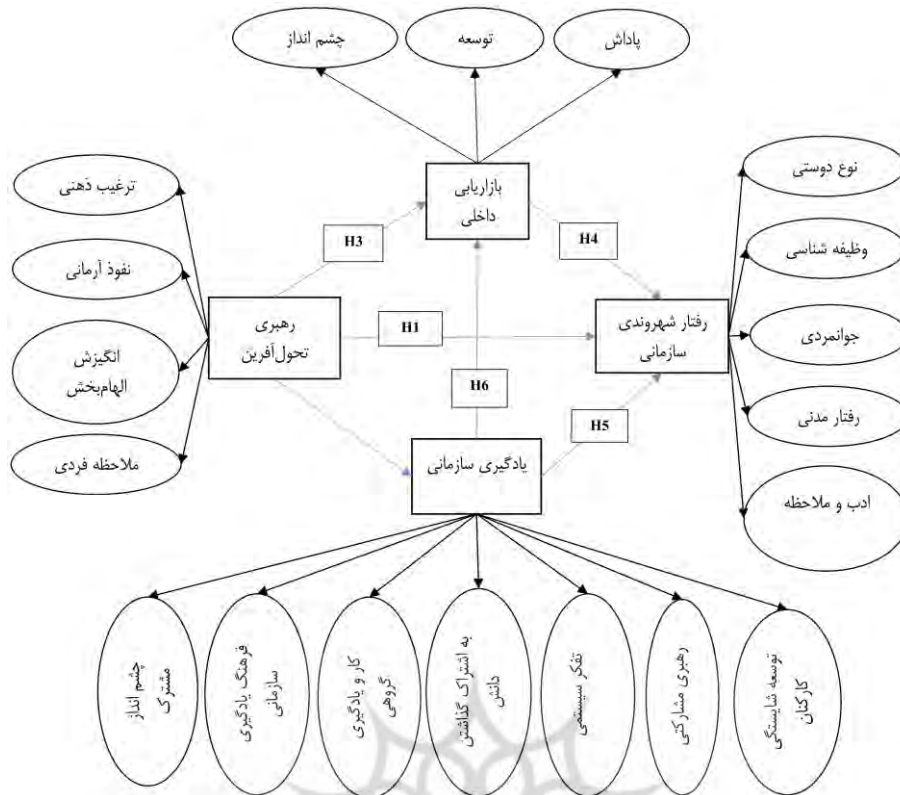 چشم انداز
توسعه
پاداش
بازاریابی
داخلی
ترغیب ذهنی
نفوذ آرمانی
انگیزش
الهام‌بخش
ملاحظه فردی
رهبری
تحول‌آفرین
H3
H4
H1
H6
H5
رفتار شهروندی
سازمانی
نوع دوستی
وظیفه شناسی
جوانمردی
رفتار مدنی
ادب و ملاحظه
یادگیری سازمانی
چشم انداز
مشترک
فرهنگ یادگیری
سازمانی
کار و یادگیری
گروهی
به اشتراک گذاشتن
دانش
تفکر سیستمی
رهبری مشارکتی
توسعه شایستگی
کارکنان